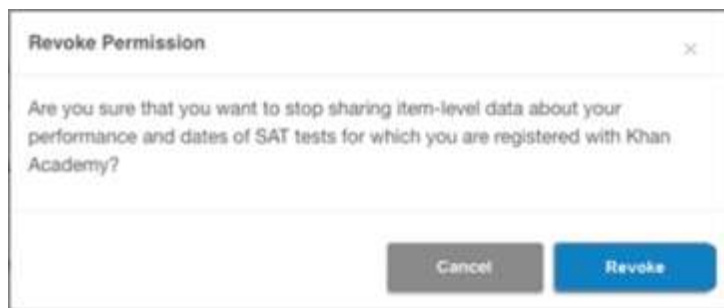 Revoke Permission
Are you sure that you want to stop sharing item-level data about your
performance and dates of SAT tests for which you are registered with Khan
Academy?
Cancel
Revoke